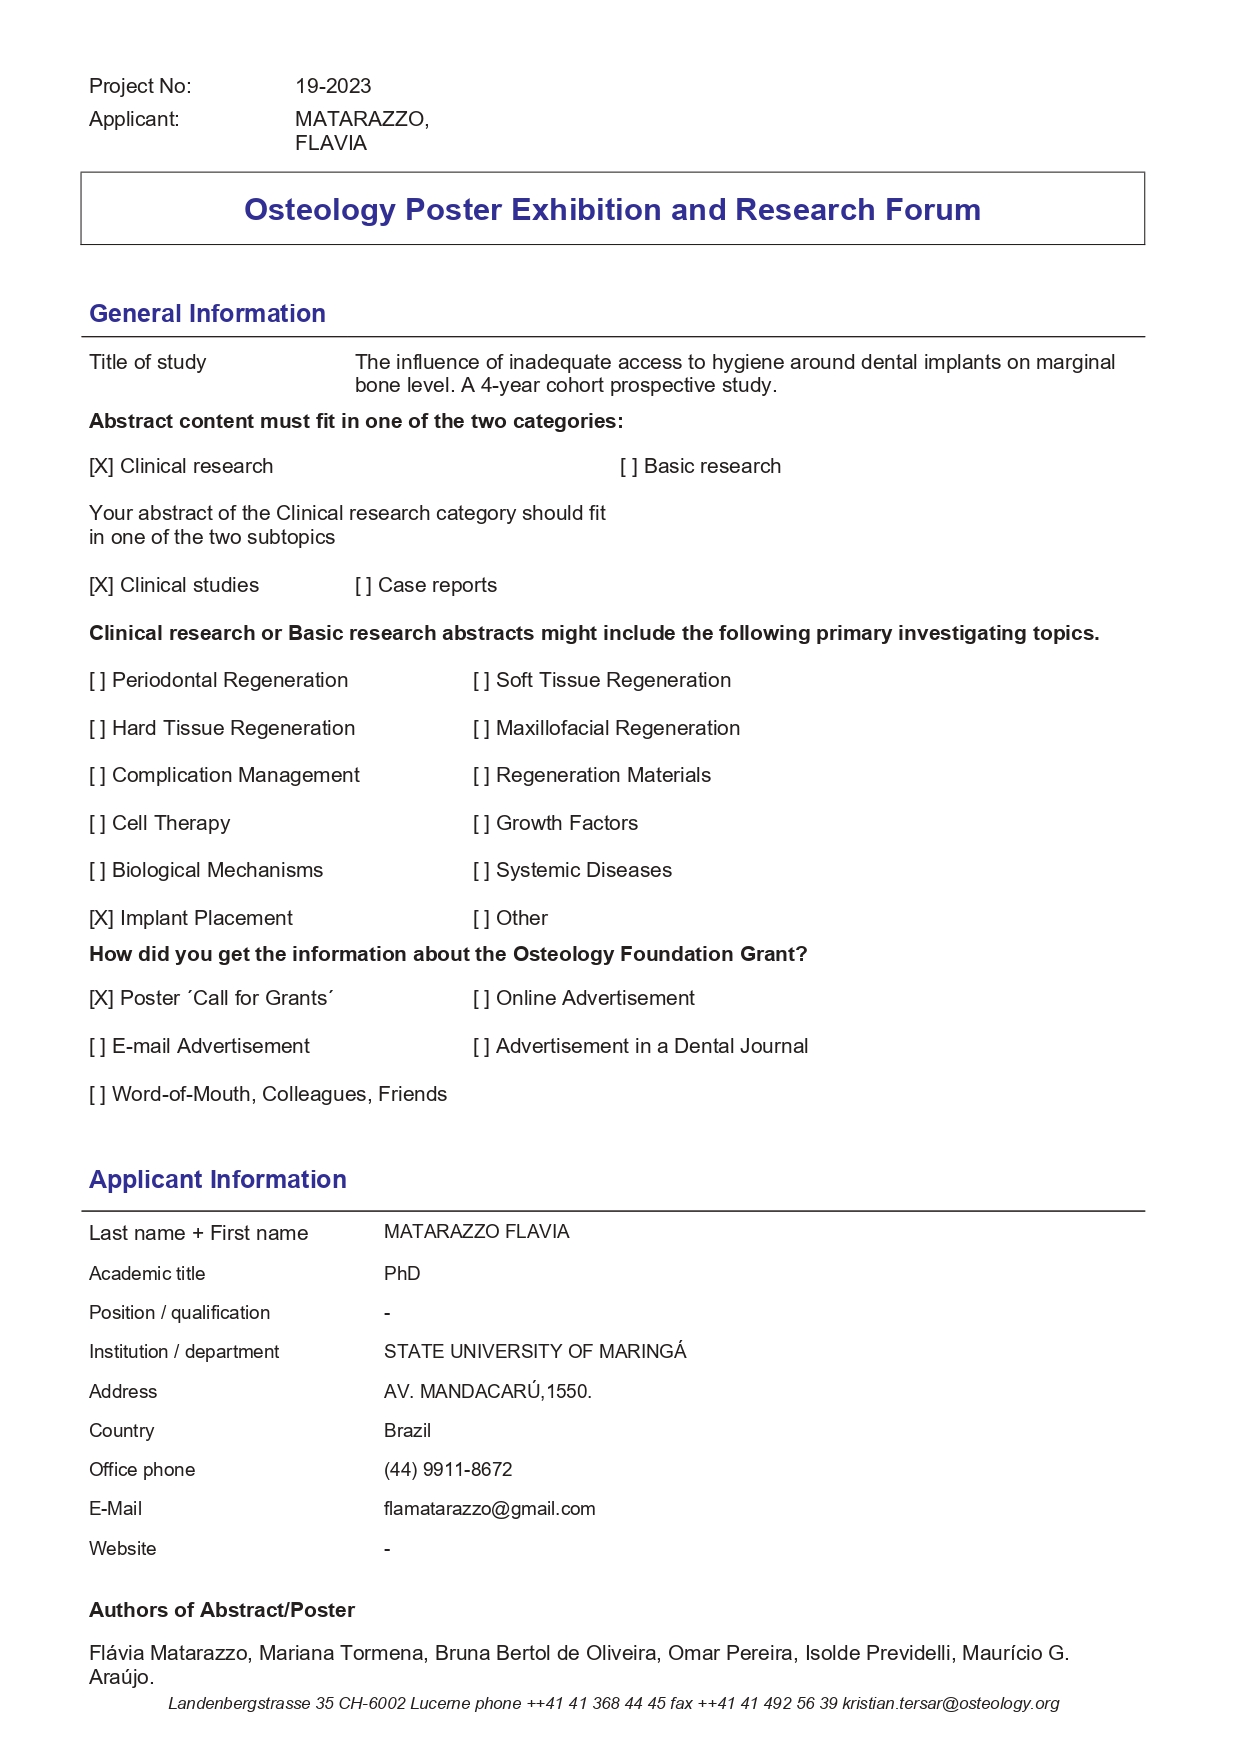 Project No: 19-2023
Applicant: MATARAZZO,
FLAVIA
Osteology Poster Exhibition and Research Forum
General Information
Title of study The influence of inadequate access to hygiene around dental implants on marginal
bone level. A 4-year cohort prospective study.
Abstract content must fit in one of the two categories:
[X] Clinical research [ ] Basic research
Your abstract of the Clinical research category should fit
in one of the two subtopics
[X] Clinical studies [ ] Case reports
Clinical research or Basic research abstracts might include the following primary investigating topics.
[ ] Periodontal Regeneration [ ] Soft Tissue Regeneration
[ ] Hard Tissue Regeneration [ ] Maxillofacial Regeneration
[ ] Complication Management [ ] Regeneration Materials
[ ] Cell Therapy [ ] Growth Factors
[ ] Biological Mechanisms [ ] Systemic Diseases
[X] Implant Placement [ ] Other
How did you get the information about the Osteology Foundation Grant?
[X] Poster ´Call for Grants´ [ ] Online Advertisement
[ ] E-mail Advertisement [ ] Advertisement in a Dental Journal
[ ] Word-of-Mouth, Colleagues, Friends
Applicant Information
Last name + First name MATARAZZO FLAVIA
Academic title PhD
Position / qualification -
Institution / department STATE UNIVERSITY OF MARINGÁ
Address AV. MANDACARÚ,1550.
Country Brazil
Office phone (44) 9911-8672
E-Mail flamatarazzo@gmail.com
Website -
Authors of Abstract/Poster
Flávia Matarazzo, Mariana Tormena, Bruna Bertol de Oliveira, Omar Pereira, Isolde Previdelli, Maurício G.
Araújo.
Landenbergstrasse 35 CH-6002 Lucerne phone ++41 41 368 44 45 fax ++41 41 492 56 39 kristian.tersar@osteology.org